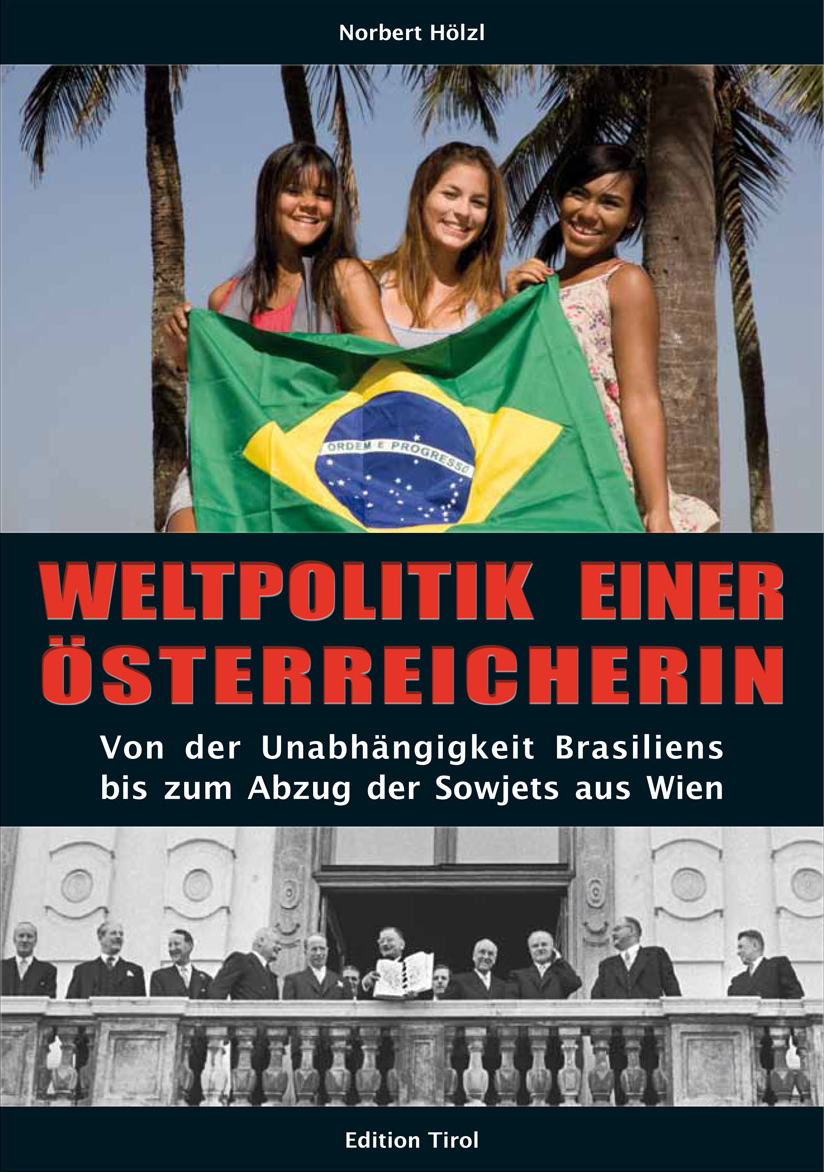 Norbert Hölzl
ORDEM E PROGRESSO
WELTPOLITIK EINER
ÖSTERREICHERIN
Von der Unabhängigkeit Brasiliens
bis zum Abzug der Sowjets aus Wien
Edition Tirol